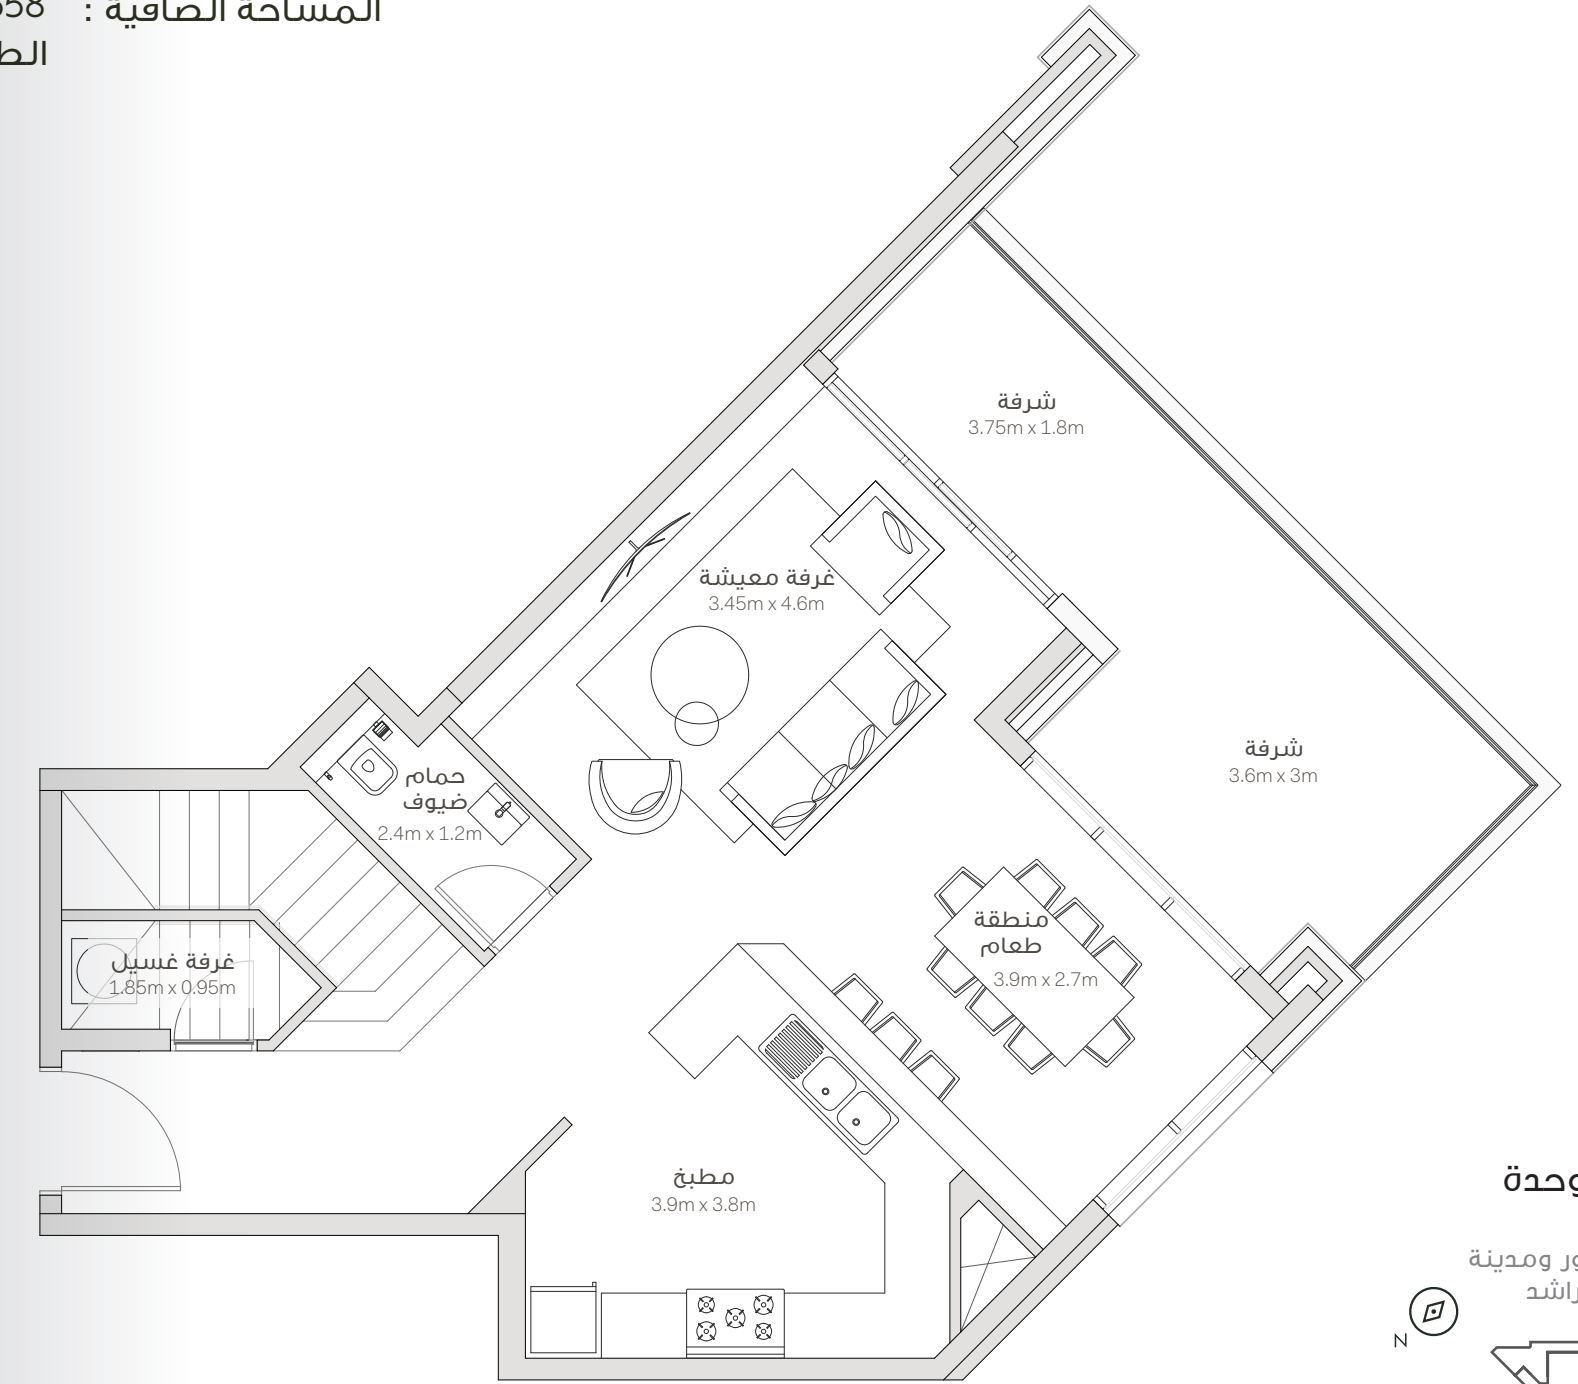 المساحة الصافية :
شرفة
3.75m x 1.8m
غرفة معيشة
3.45m x 4.6m
شرفة
3.6m x 3m
حمام
ضيوف
2.4m x 1.2m
منطقة
طعام
3.9m x 2.7m
غرفة غسيل
1.85m x 0.95m
مطبخ
3.9m x 3.8m
ومدينة
راشد
N